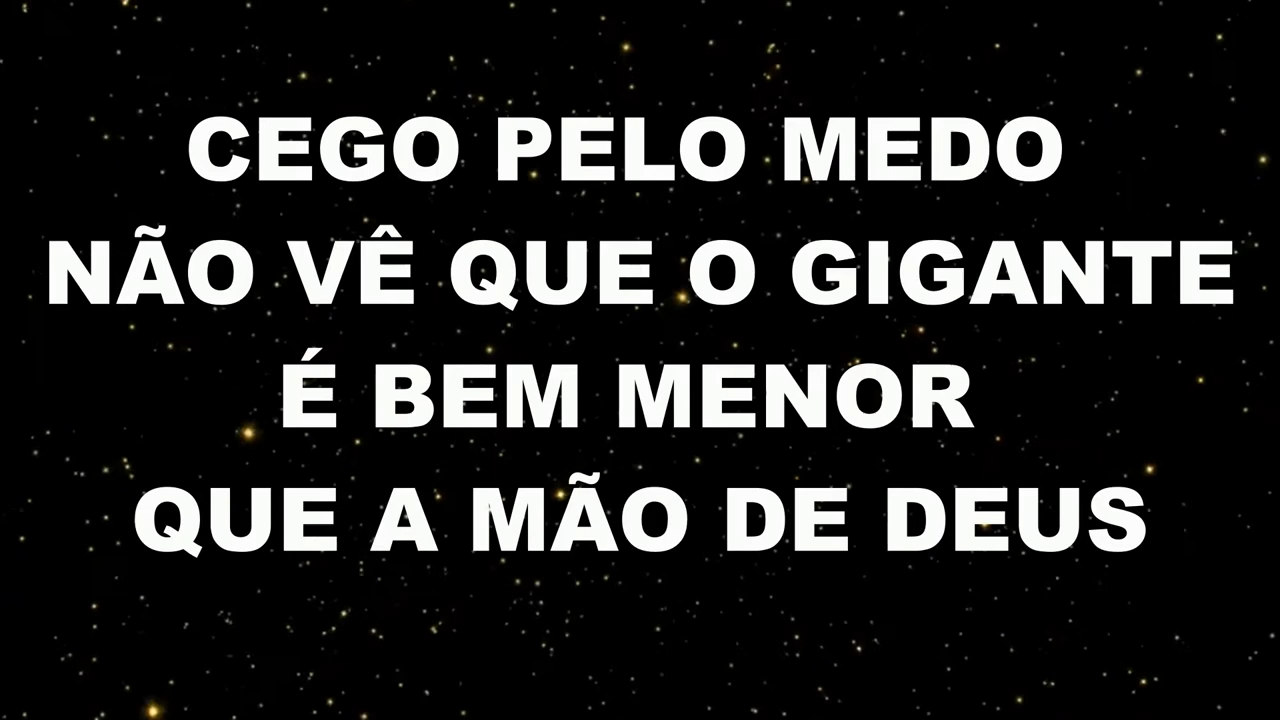 CEGO PELO MEDO
NÃO VÊ QUE O GIGANTE
É BEM MENOR
QUE A MÃO DE DEUS